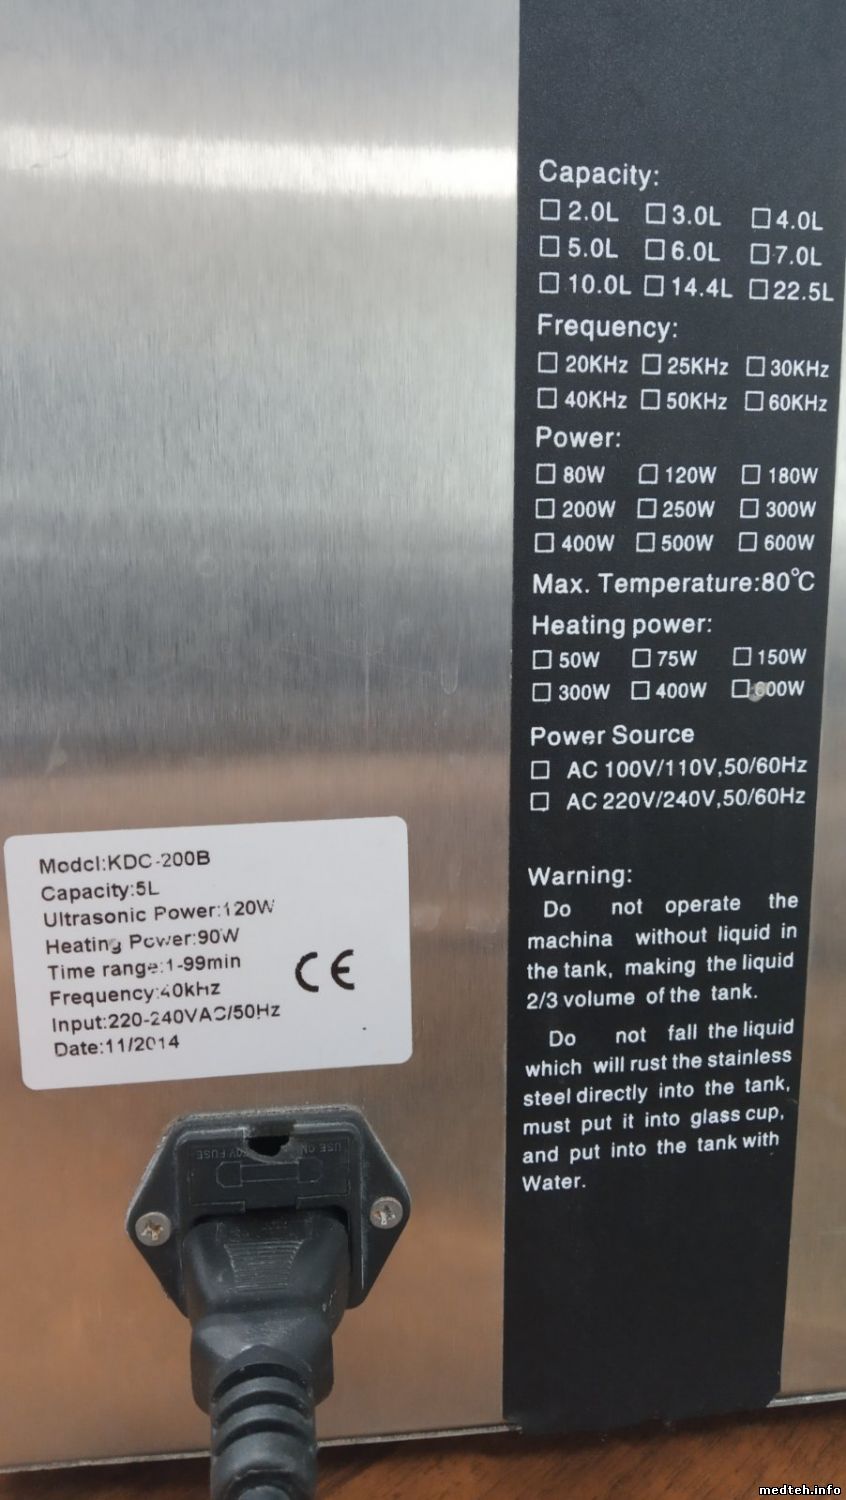 Capacity:
☐ 2.0L ☐ 3.0L ☐ 4.0L
☐ 5.0L ☐ 6.0L ☐ 7.0L
☐ 10.0L ☐ 14.4L ☐ 22.5L
Frequency:
☐ 20KHz ☐ 25KHz ☐ 30KHz
☐ 40KHz ☐ 50KHz ☐ 60KHz
Power:
☐ 80W ☐ 120W ☐ 180W
☐ 200W ☐ 250W ☐ 300W
☐ 400W ☐ 500W ☐ 600W
Max. Temperature:80℃
Heating power:
☐ 50W ☐ 75W ☐ 150W
☐ 300W ☐ 400W ☐
Power Source
☐ AC 100V/110V,50/60Hz
☐ AC 220V/240V,50/60Hz
Warning:
Do not operate the
machina without liquid in
the tank, making the liquid
2/3 volume of the tank.
Do not fall the liquid
which will rust the stainless
steel directly into the tank,
must put it into glass cup,
and put into the tank with
Water.
Model:KDC-200B
Capacity:5L
Ultrasonic Power:120W
Heating Power:90W
Time range:1-99min
Frequency:40kHz
Input:220-240VAC/50Hz
Date:11/2014
CE
USE ON
FUSE
medteh.info